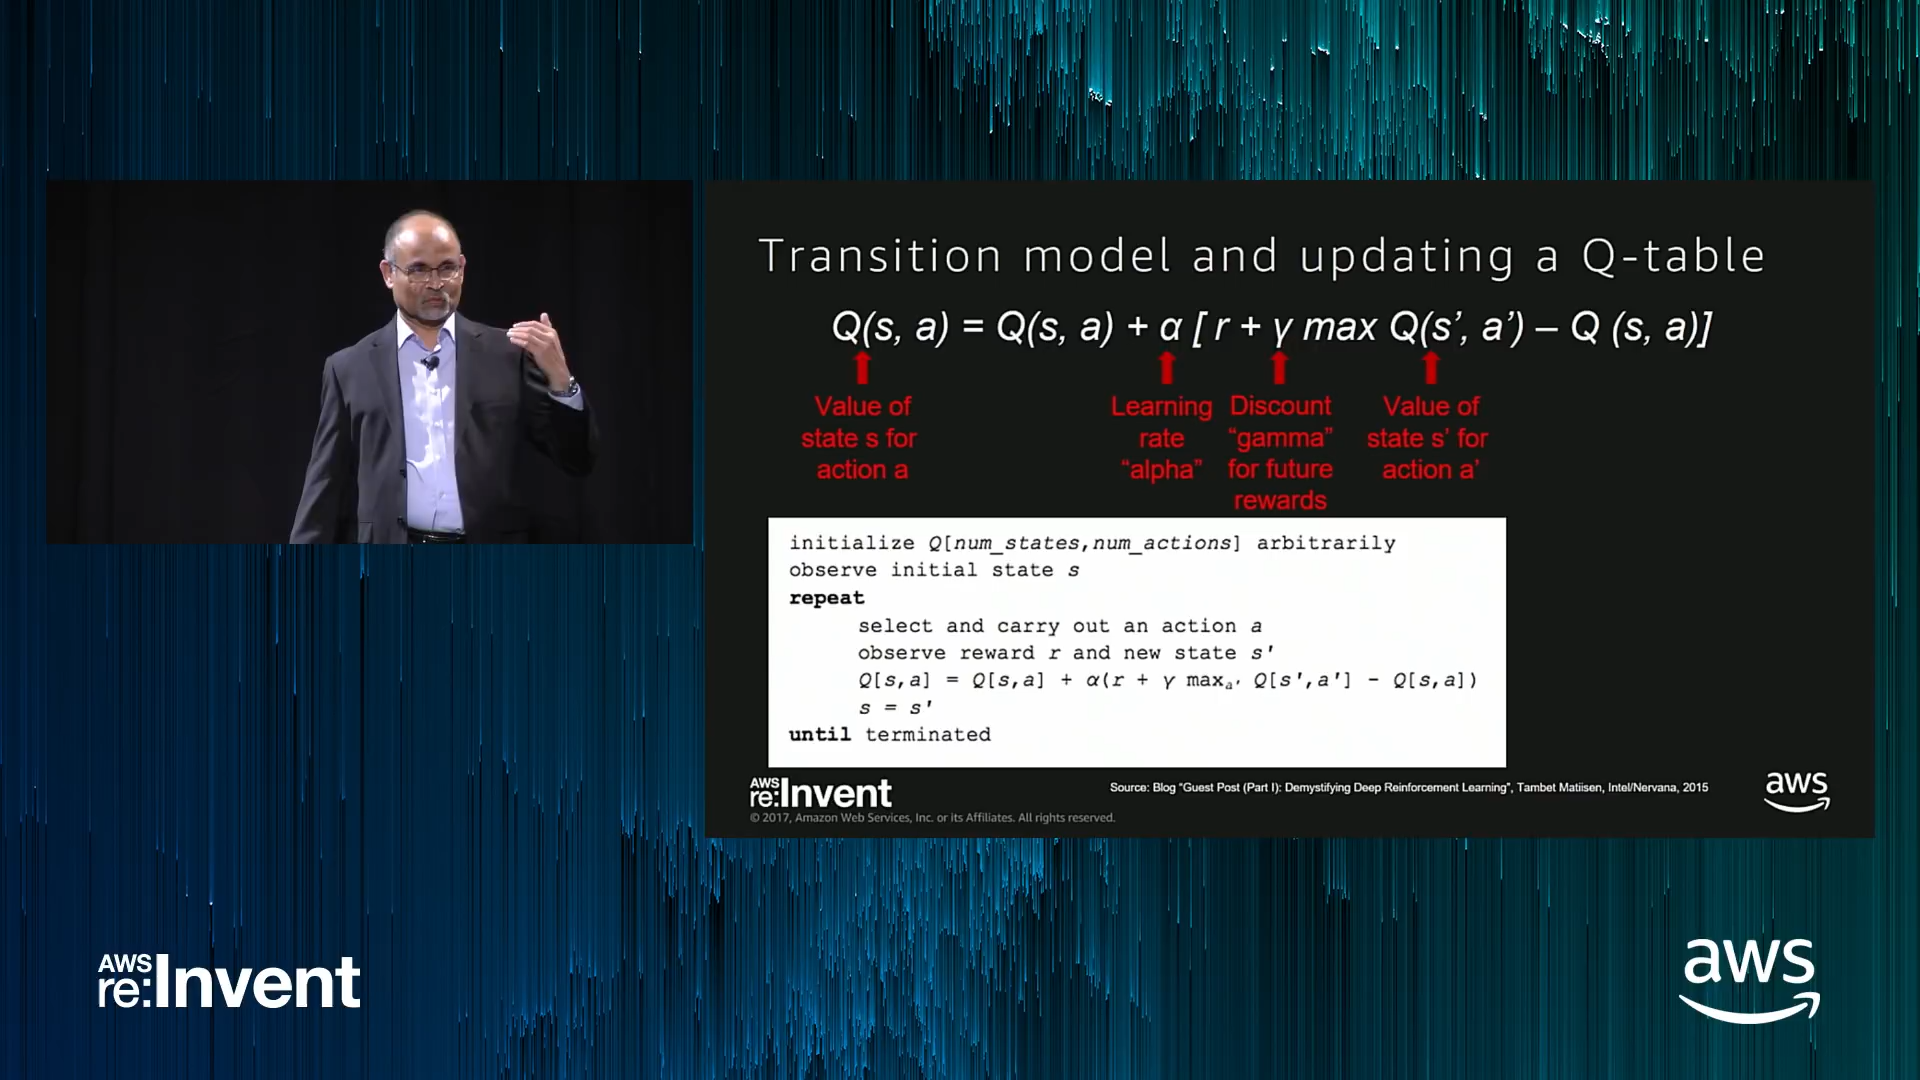 Transition model and updating a Q-table
Q(s, a) = Q(s, a) + α [ r + γ max Q(s’, a’) – Q (s, a)]
Value of
state s for
action a
Learning
rate
“alpha”
Discount
“gamma”
for future
rewards
Value of
state s’ for
action a’
initialize Q[num_states,num_actions] arbitrarily
observe initial state s
repeat
select and carry out an action a
observe reward r and new state s'
Q[s,a] = Q[s,a] + α(r + γ maxₐ' Q[s',a'] - Q[s,a])
s = s'
until terminated
AWS
re:Invent
© 2017, Amazon Web Services, Inc. or its Affiliates. All rights reserved.
Source: Blog “Guest Post (Part I): Demystifying Deep Reinforcement Learning”, Tambet Matiisen, Intel/Nervana, 2015
aws
AWS
re:Invent
aws